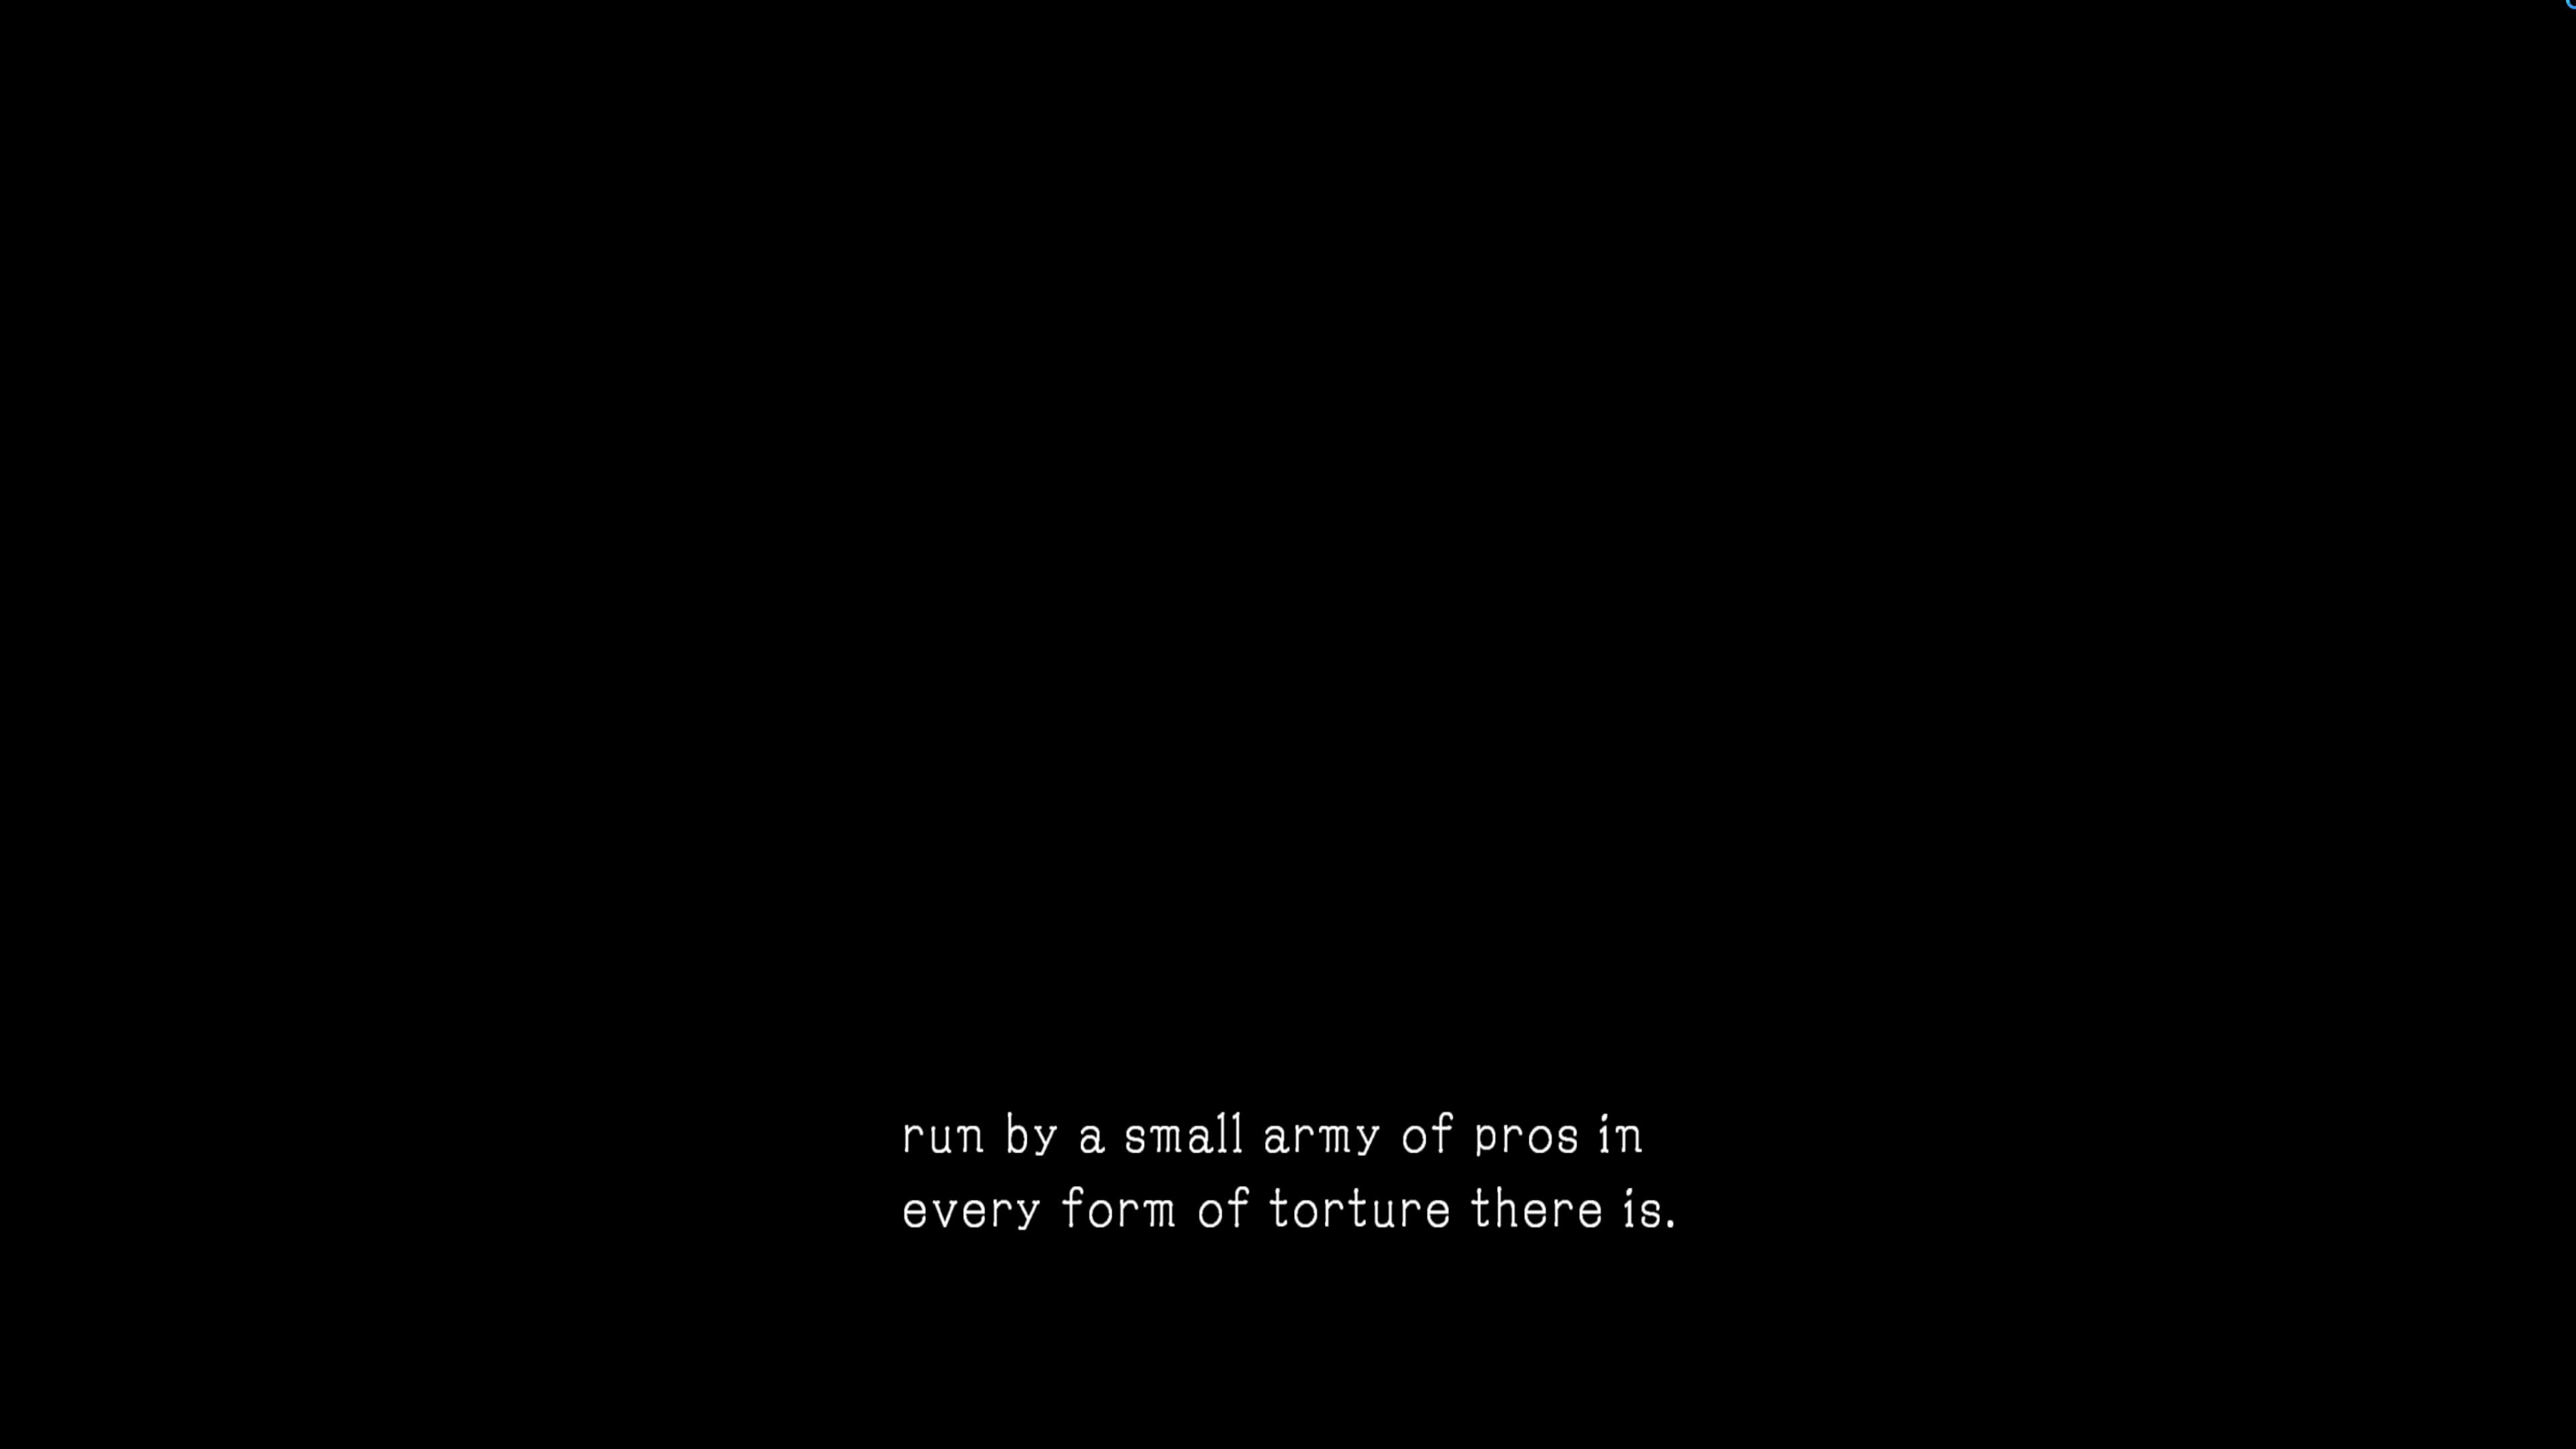 run by a small army of pros in
every form of torture there is.